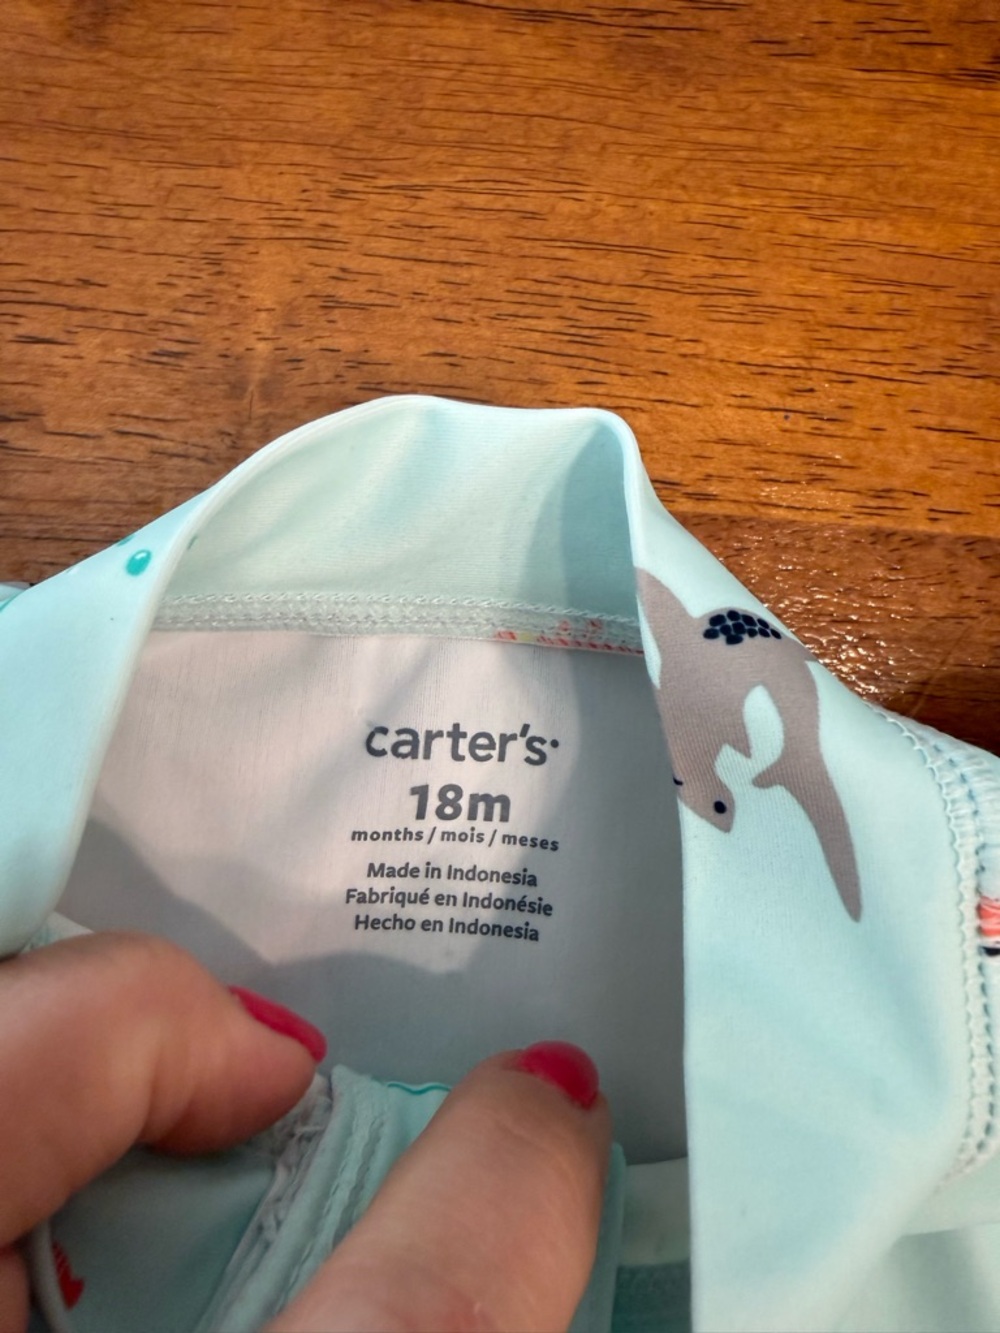 carter's
18m
months / mois / meses
Made in Indonesia
Fabriqué en Indonésie
Hecho en Indonesia